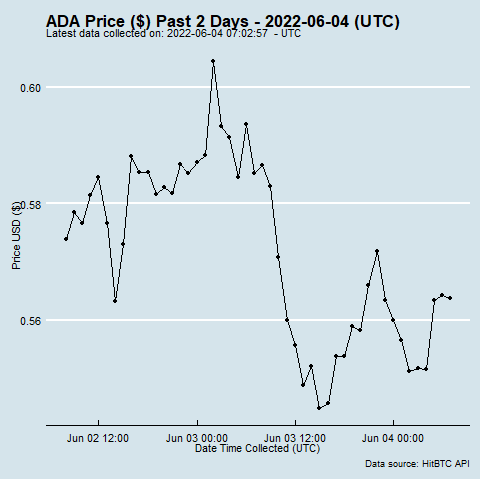 ADA Price ($) Past 2 Days - 2022-06-04 (UTC)
Latest data collected on: 2022-06-04 07:02:57  - UTC
0.60
0.58
0.56
Price USD ($)
Jun 02 12:00
Jun 03 00:00
Jun 03 12:00
Jun 04 00:00
Date Time Collected (UTC)
Data source: HitBTC API